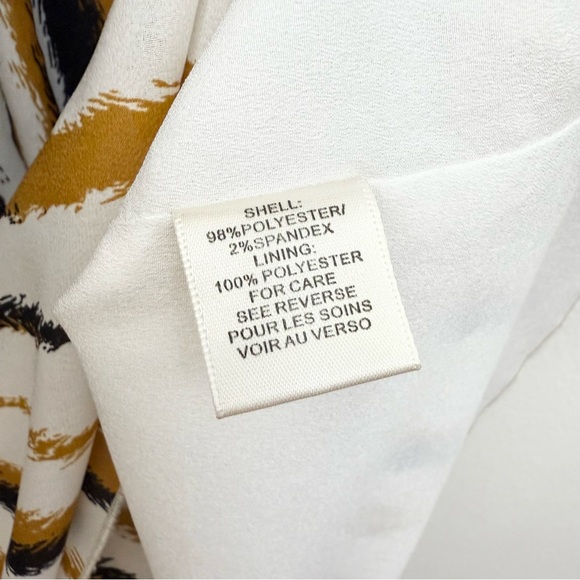 SHELL:
98%POLYESTER/
2%SPANDEX
LINING:
100% POLYESTER
FOR CARE
SEE REVERSE
POUR LES SOINS
VOIR AU VERSO